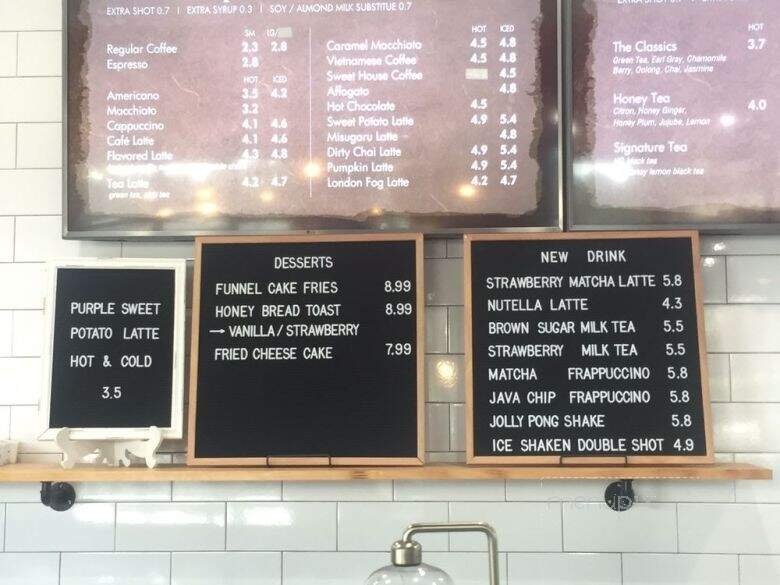 EXTRA SHOT 0.7 | EXTRA SYRUP 0.3 | SOY / ALMOND MILK SUBSTITUE 0.7
SM LG/
Regular Coffee 2.3 2.8
Espresso 2.8
HOT ICED
Americano 3.5 4.2
Macchiato 3.2
Cappuccino 4.1 4.6
Café Latte 4.1 4.6
Flavored Latte 4.3 4.8
Tea Latte 4.2 4.7
green tea,
HOT ICED
Caramel Macchiato 4.5 4.8
Vietnamese Coffee 4.5 4.8
Sweet House Coffee 4.5
Affogato 4.8
Hot Chocolate 4.5
Sweet Potato Latte 4.9 5.4
Misugaru Latte 4.8
Dirty Chai Latte 4.9 5.4
Pumpkin Latte 4.9 5.4
London Fog Latte 4.2 4.7
HOT
The Classics 3.7
Green Tea, Earl Gray, Chamomile
Berry, Oolong, Chai, Jasmine
Honey Tea 4.0
Citron, Honey Ginger,
Honey Plum, Jujube, Lemon
Signature Tea
black tea
lemon black tea
PURPLE SWEET
POTATO LATTE
HOT & COLD
3.5
DESSERTS
FUNNEL CAKE FRIES 8.99
HONEY BREAD TOAST 8.99
→ VANILLA / STRAWBERRY
FRIED CHEESE CAKE 7.99
NEW DRINK
STRAWBERRY MATCHA LATTE 5.8
NUTELLA LATTE 4.3
BROWN SUGAR MILK TEA 5.5
STRAWBERRY MILK TEA 5.5
MATCHA FRAPPUCCINO 5.8
JAVA CHIP FRAPPUCCINO 5.8
JOLLY PONG SHAKE 5.8
ICE SHAKEN DOUBLE SHOT 4.9